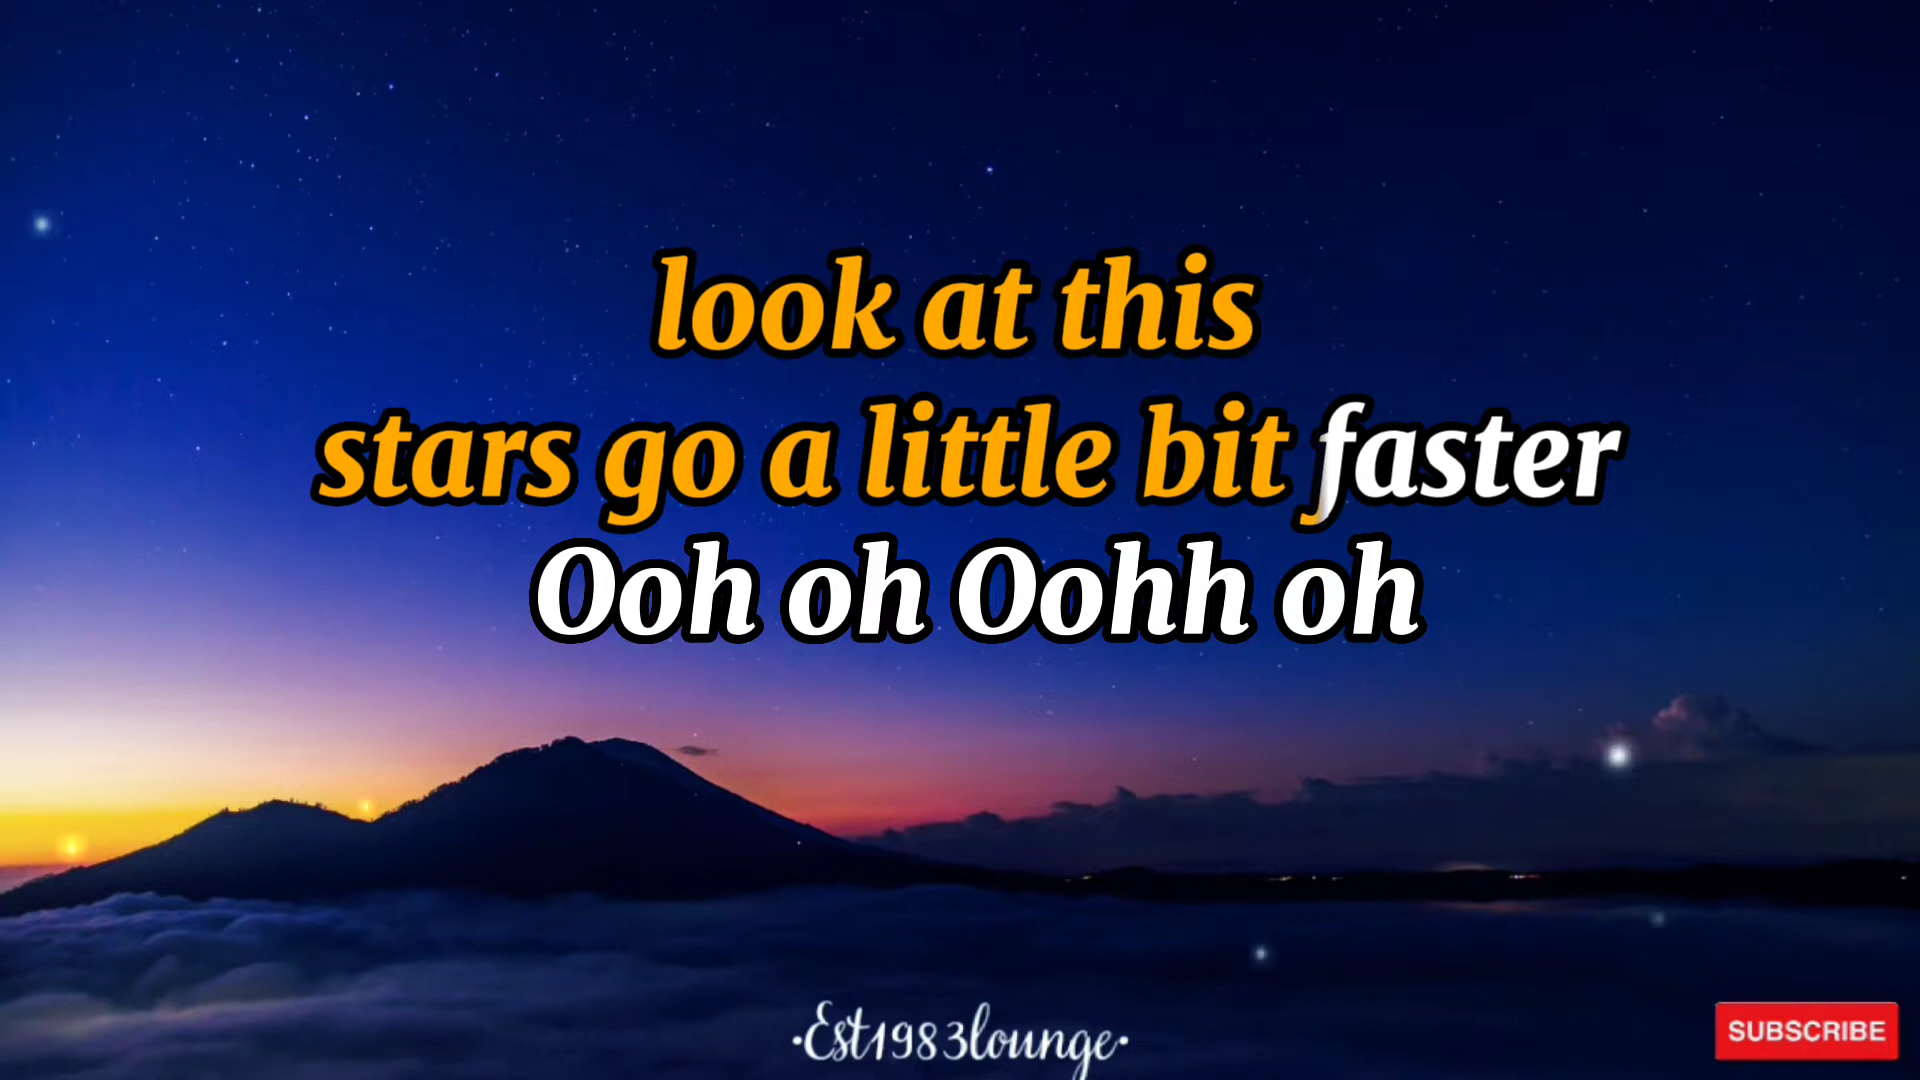 look at this
stars go a little bit faster
Ooh oh Oohh oh
•Est1983lounge•
SUBSCRIBE